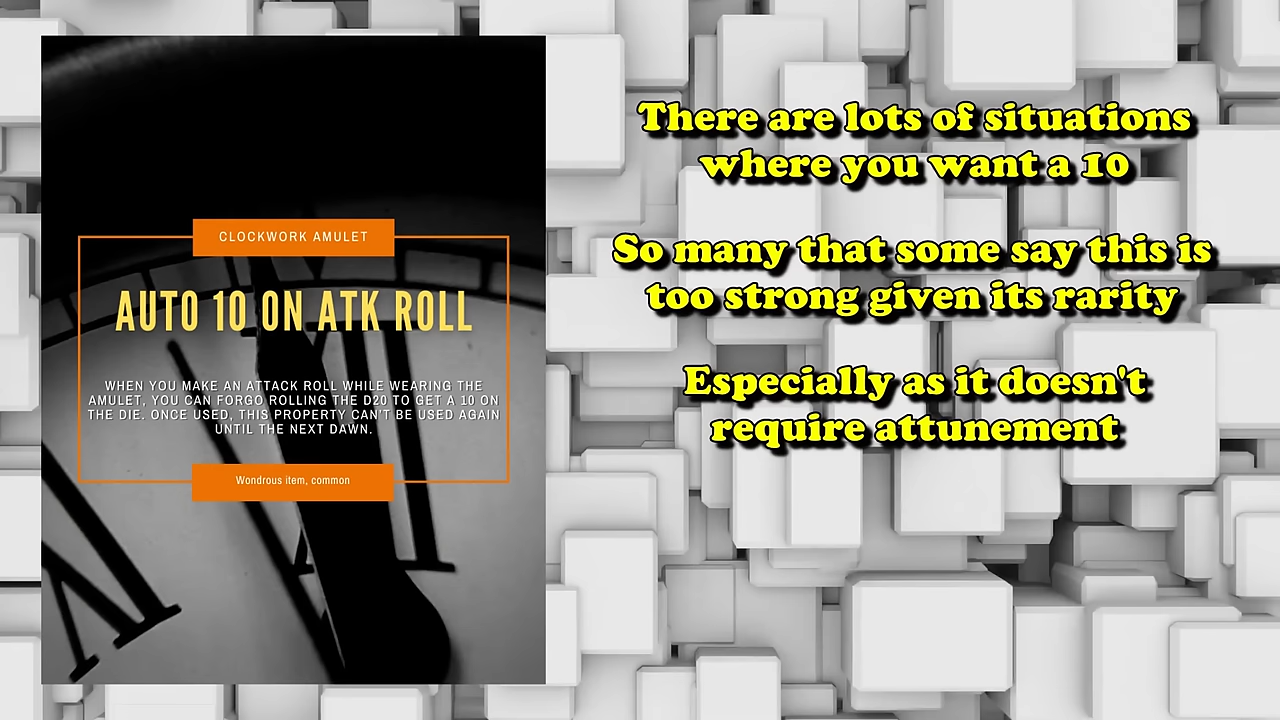 CLOCKWORK AMULET
AUTO 10 ON ATK ROLL
WHEN YOU MAKE AN ATTACK ROLL WHILE WEARING THE
AMULET, YOU CAN FORGO ROLLING THE D20 TO GET A 10 ON
THE DIE. ONCE USED, THIS PROPERTY CAN'T BE USED AGAIN
UNTIL THE NEXT DAWN.
Wondrous item, common
There are lots of situations
where you want a 10
So many that some say this is
too strong given its rarity
Especially as it doesn't
require attunement